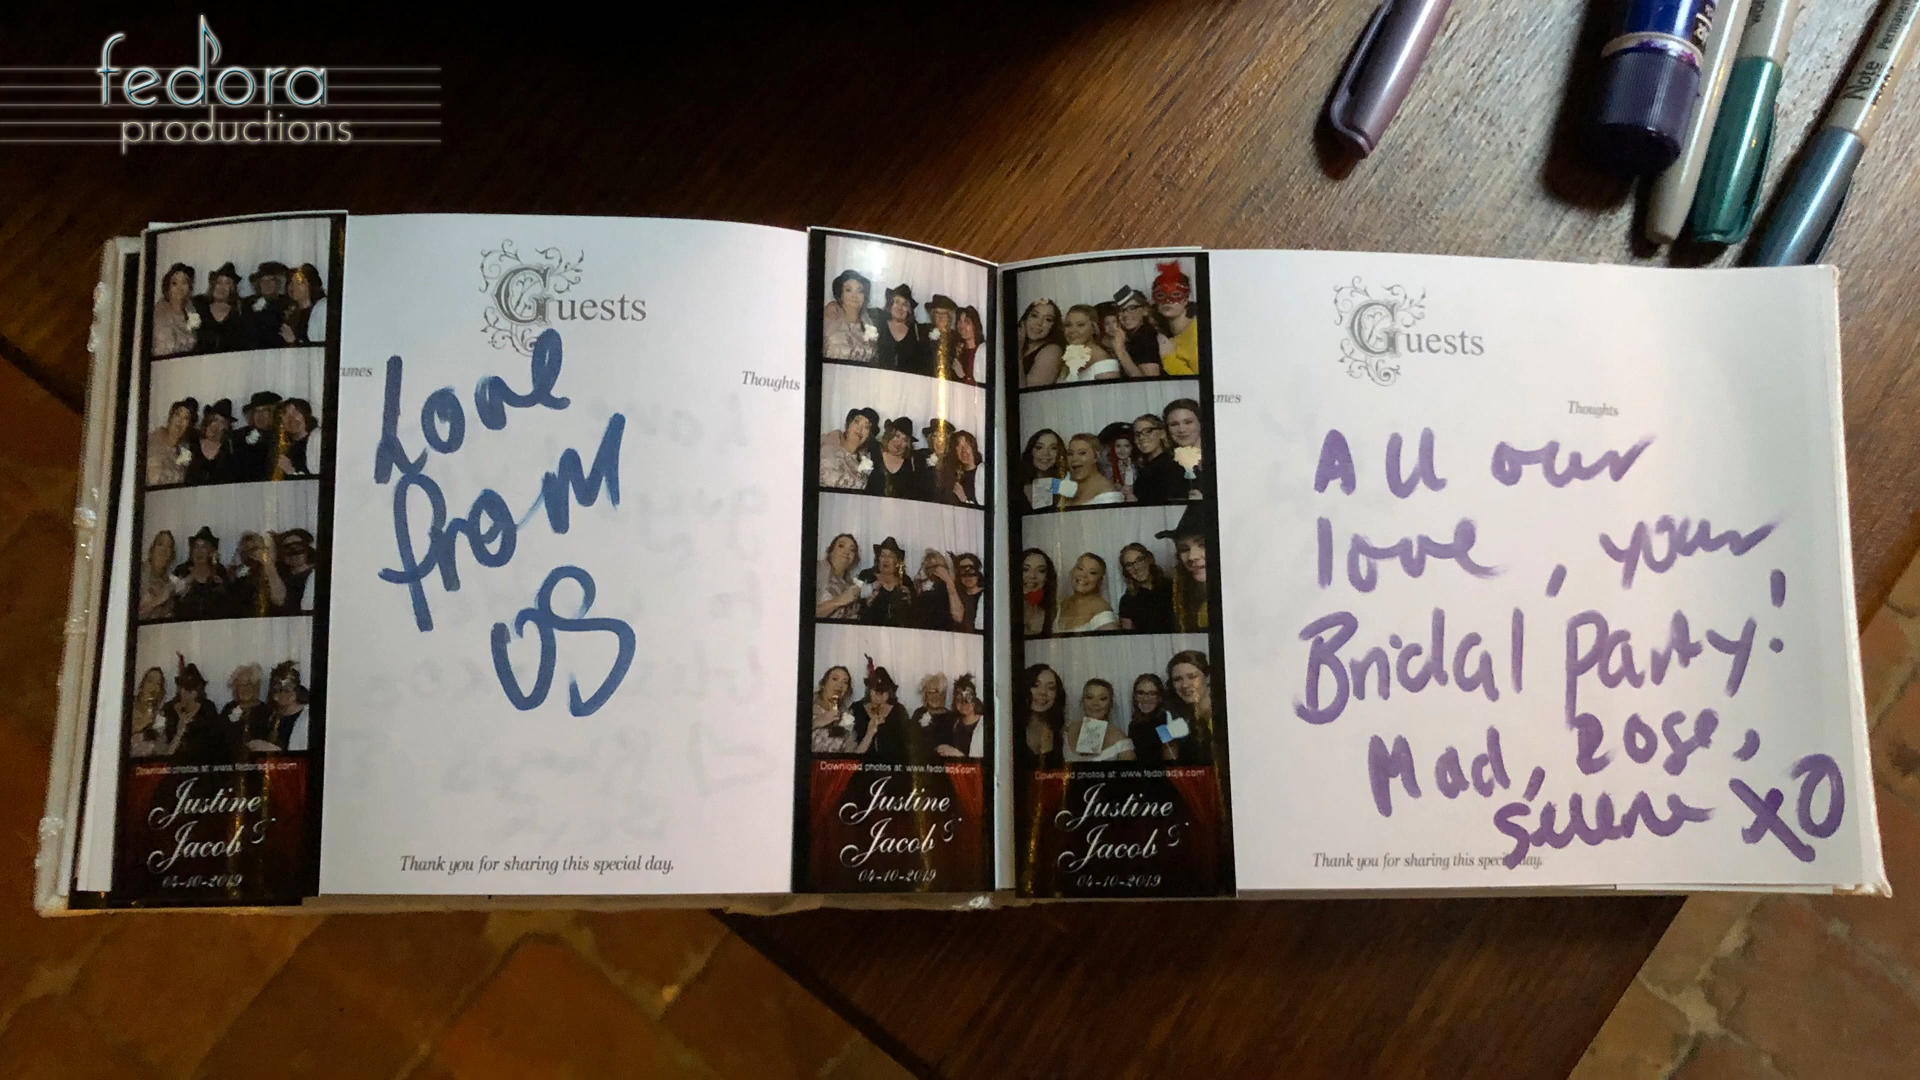 fedora
productions
Note Permanent
Guests
Thoughts
Love
from
US
Thank you for sharing this special day.
Download photos at: www.fedoradjs.com
Justine
Jacob &
04-10-2019
Download photos at: www.fedoradjs.com
Justine
Jacob &
04-10-2019
Download photos at: www.fedoradjs.com
Justine
Jacob &
04-10-2019
Guests
Thoughts
All our
love, your
Bridal Party!
Mad, Rose,
Serena XO
Thank you for sharing this special day.